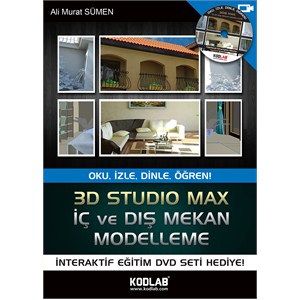 Ali Murat SÜMEN
OKU, İZLE, DİNLE, ÖĞREN!
3D STUDIO MAX
İÇ ve DIŞ MEKAN
MODELLEME
İNTERAKTİF EĞİTİM DVD SETİ HEDİYE!
KODLAB
www.kodlab.com